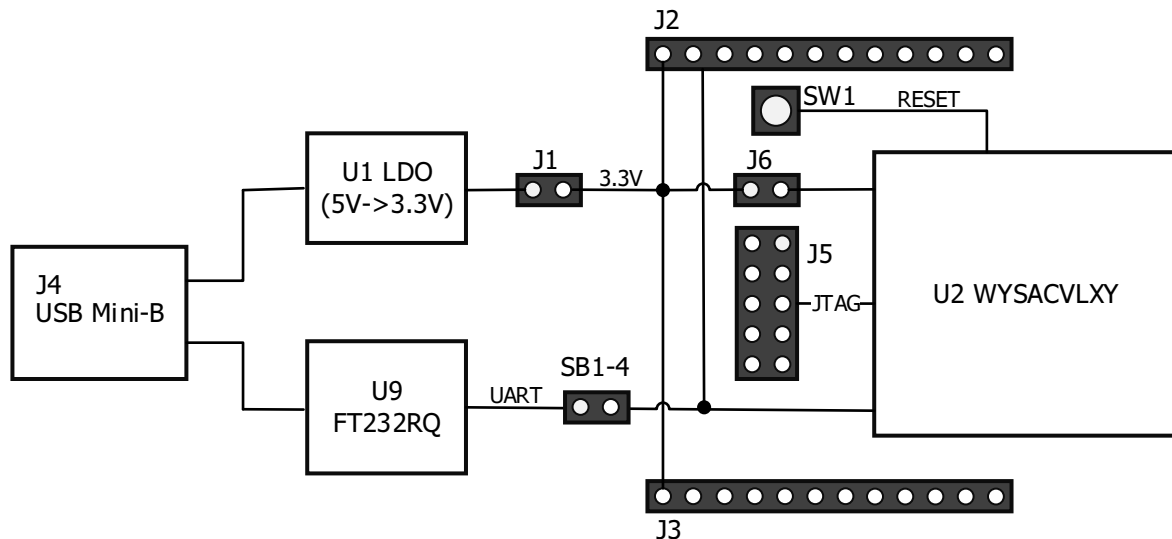 J2
SW1
RESET
U1 LDO
(5V->3.3V)
J1
3.3V
J6
J4
USB Mini-B
J5
U2 WYSACVLXY
JTAG
U9
FT232RQ
UART
SB1-4
J3